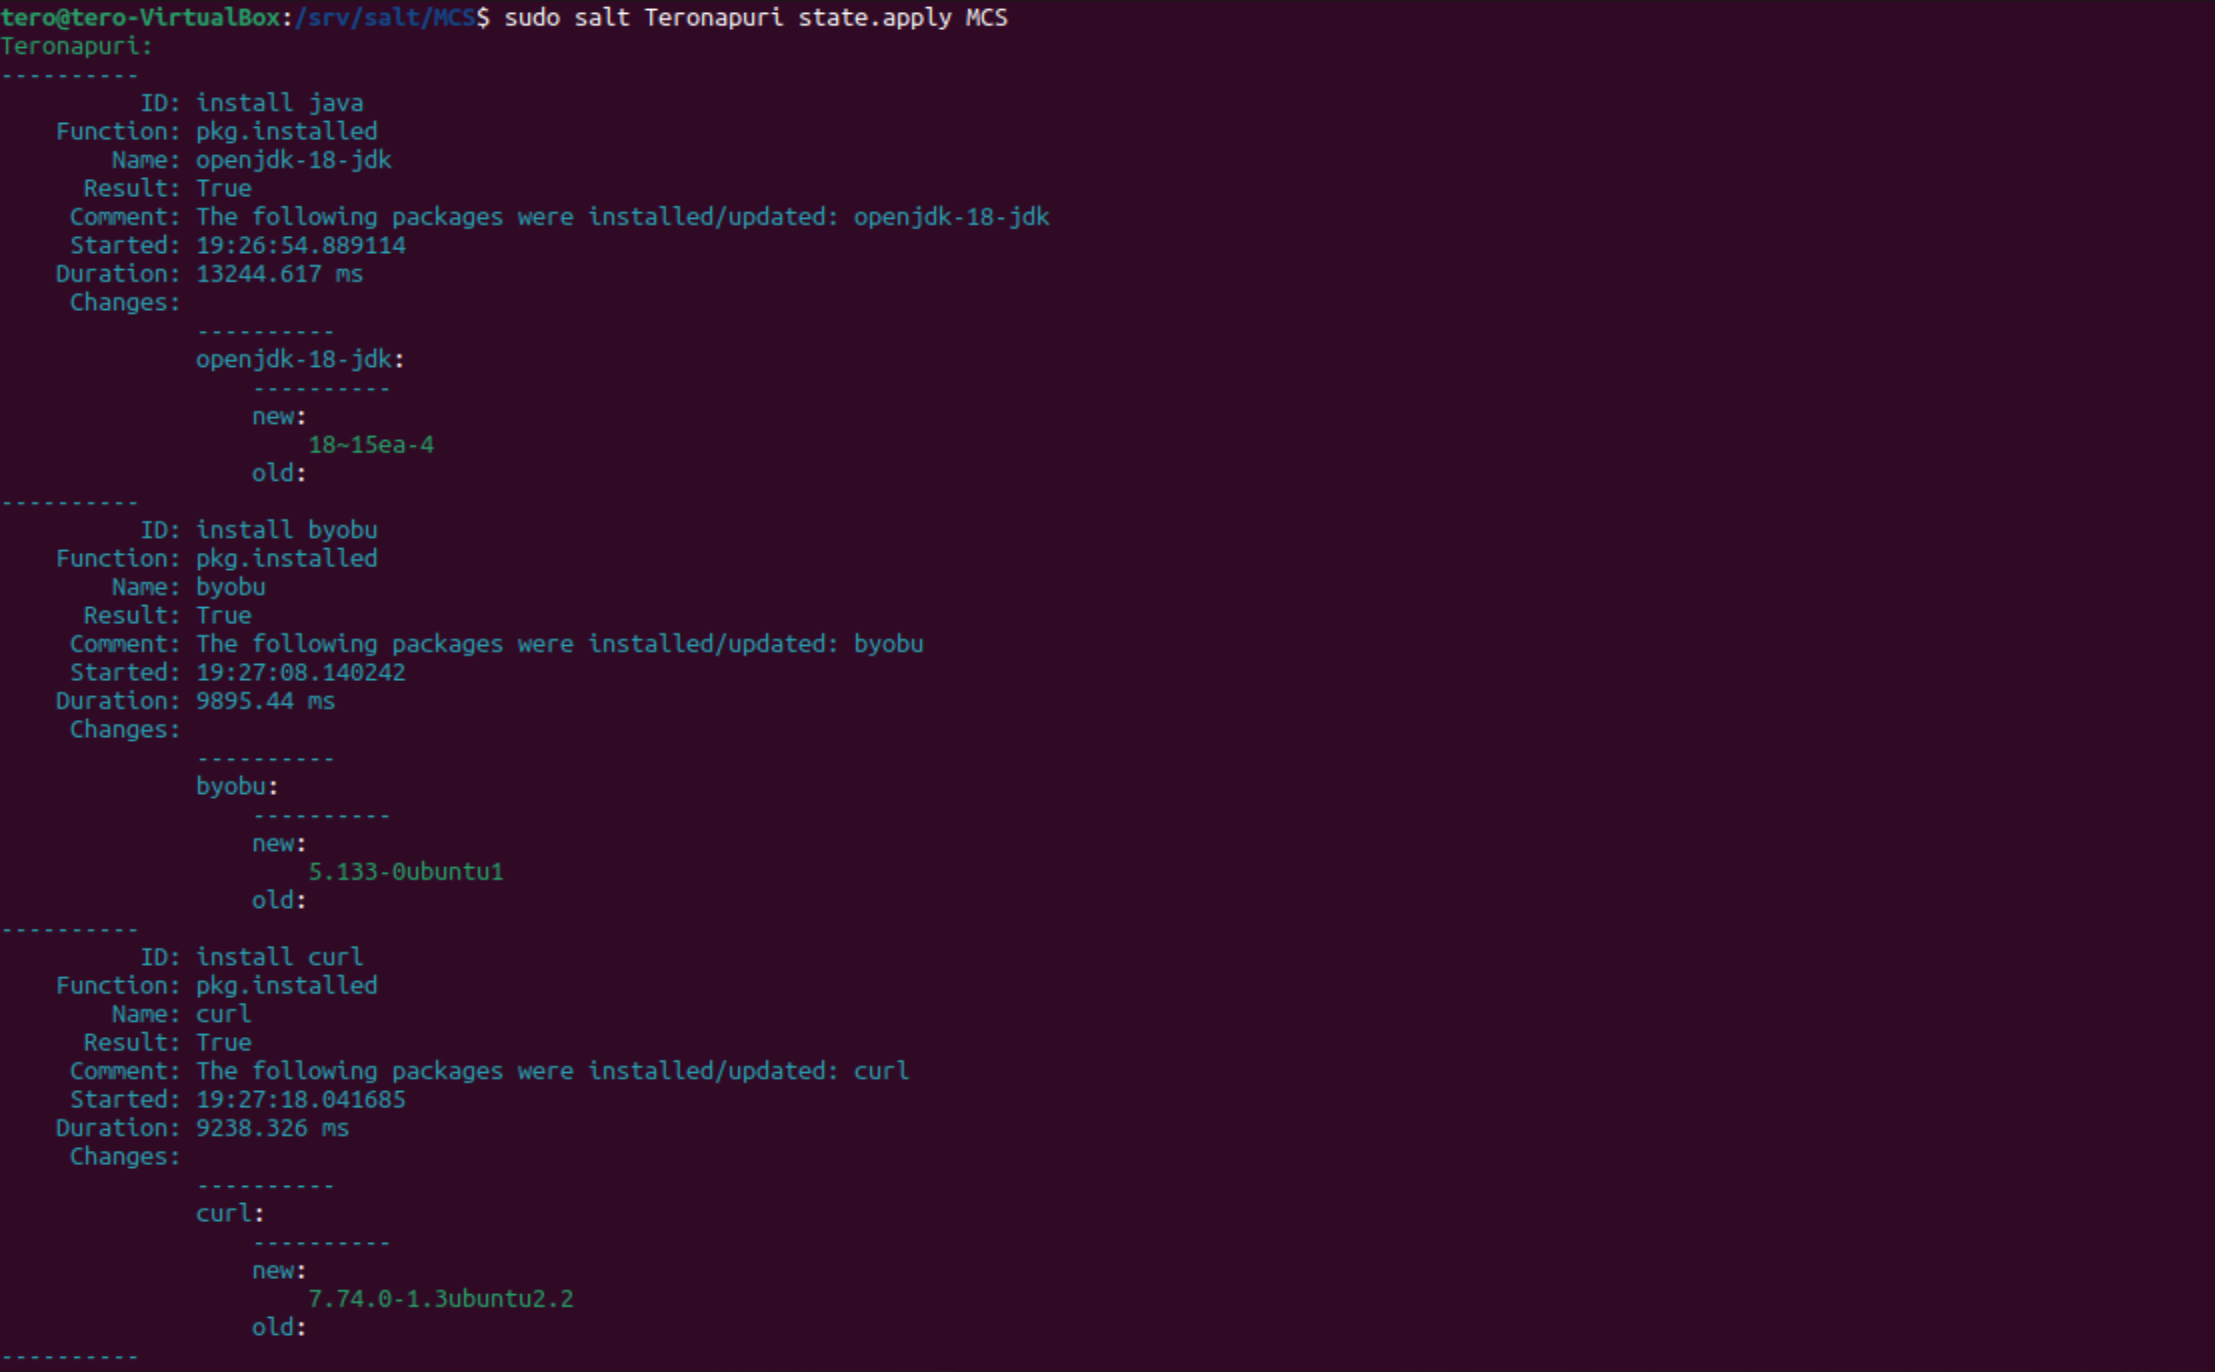 tero@tero-VirtualBox:/srv/salt/MCS$ sudo salt Teronapuri state.apply MCS
Teronapuri:
----------
          ID: install java
    Function: pkg.installed
        Name: openjdk-18-jdk
      Result: True
     Comment: The following packages were installed/updated: openjdk-18-jdk
     Started: 19:26:54.889114
    Duration: 13244.617 ms
     Changes:
              ----------
              openjdk-18-jdk:
                  ----------
                  new:
                      18~15ea-4
                  old:
----------
          ID: install byobu
    Function: pkg.installed
        Name: byobu
      Result: True
     Comment: The following packages were installed/updated: byobu
     Started: 19:27:08.140242
    Duration: 9895.44 ms
     Changes:
              ----------
              byobu:
                  ----------
                  new:
                      5.133-0ubuntu1
                  old:
----------
          ID: install curl
    Function: pkg.installed
        Name: curl
      Result: True
     Comment: The following packages were installed/updated: curl
     Started: 19:27:18.041685
    Duration: 9238.326 ms
     Changes:
              ----------
              curl:
                  ----------
                  new:
                      7.74.0-1.3ubuntu2.2
                  old:
----------